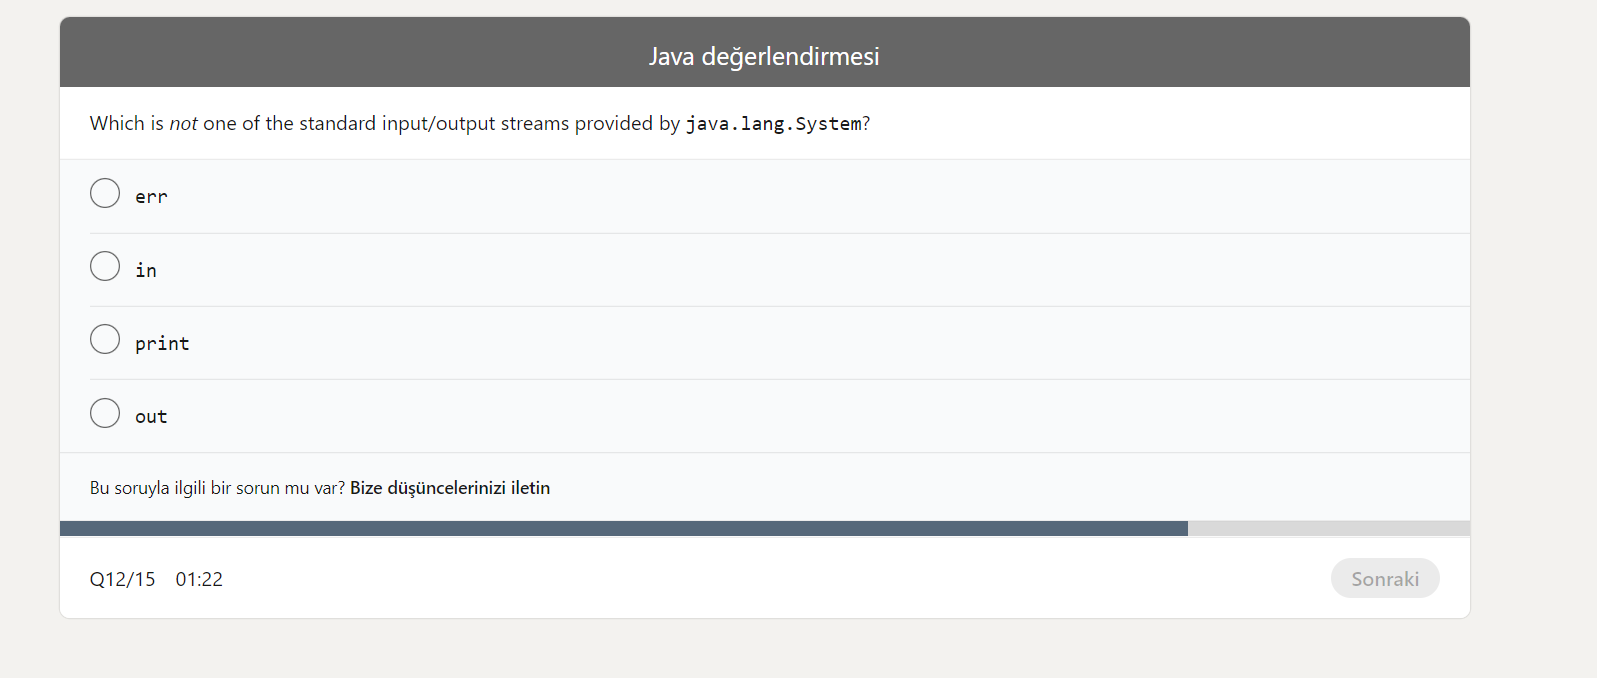 Java değerlendirmesi
Which is not one of the standard input/output streams provided by java.lang.System?
err
in
print
out
Bu soruyla ilgili bir sorun mu var? Bize düşüncelerinizi iletin
Q12/15 01:22
Sonraki